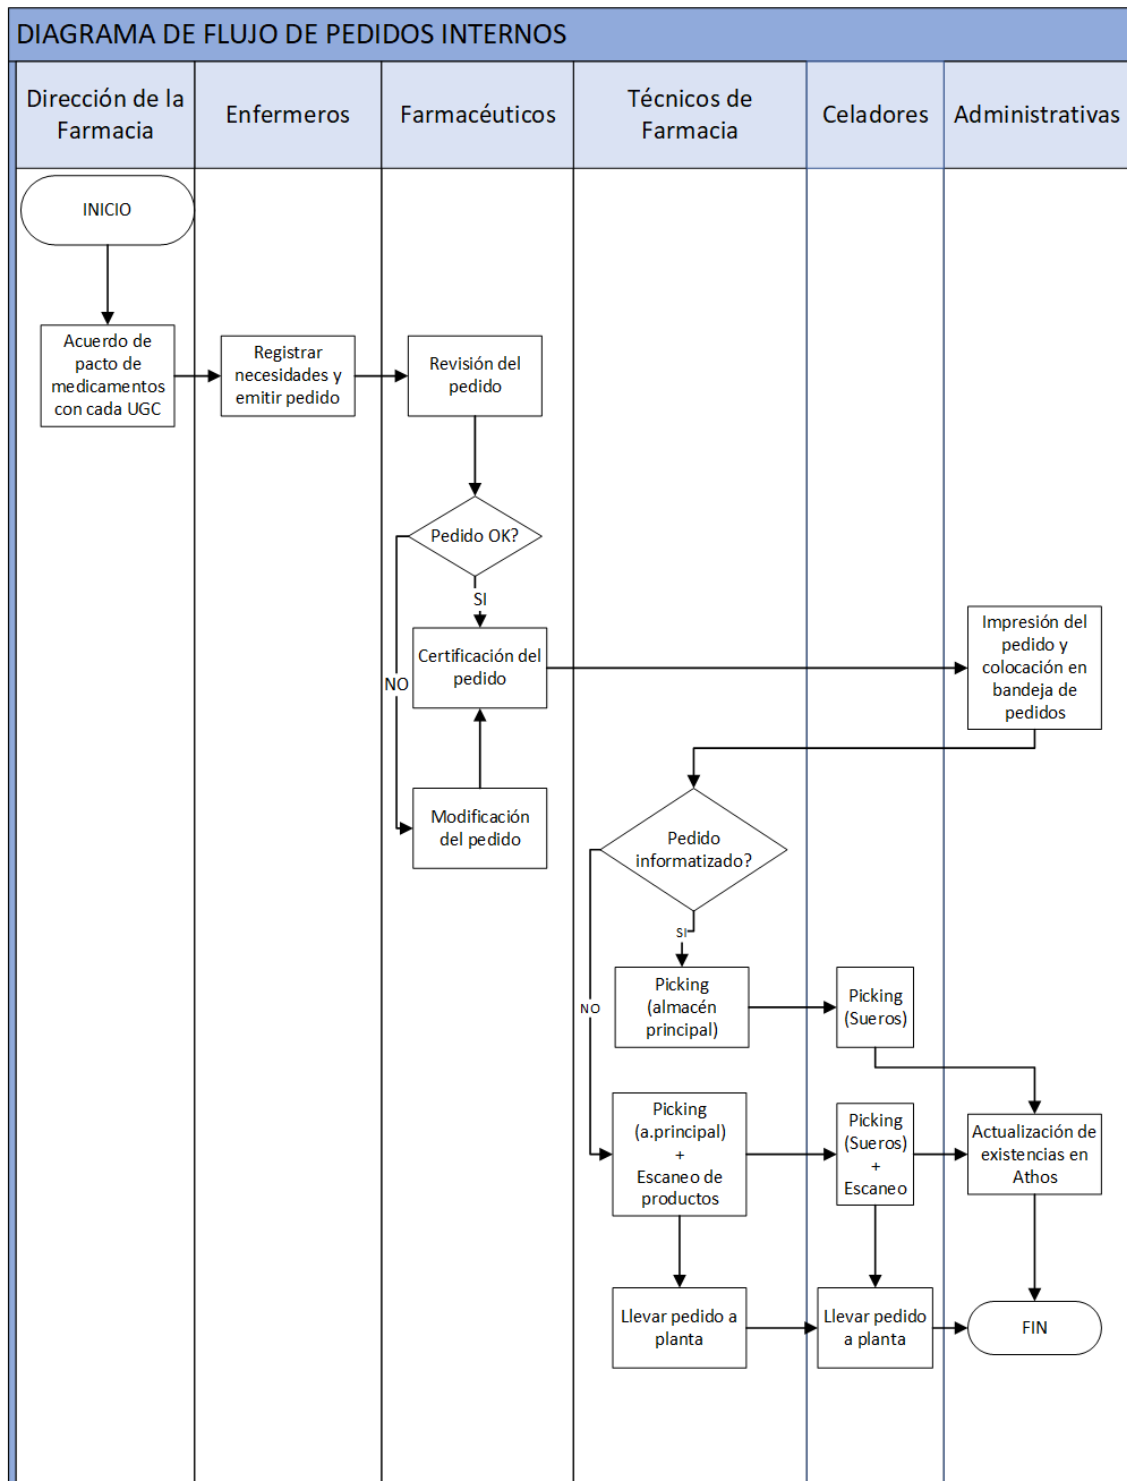 DIAGRAMA DE FLUJO DE PEDIDOS INTERNOS
Dirección de la
Farmacia
Enfermeros
Farmacéuticos
Técnicos de
Farmacia
Celadores
Administrativas
INICIO
Acuerdo de
pacto de
medicamentos
con cada UGC
Registrar
necesidades y
emitir pedido
Revisión del
pedido
Pedido OK?
SI
NO
Certificación del
pedido
Modificación
del pedido
Impresión del
pedido y
colocación en
bandeja de
pedidos
Pedido
informatizado?
SI
NO
Picking
(almacén
principal)
Picking
(Sueros)
Picking
(a.principal)
+
Escaneo de
productos
Picking
(Sueros)
+
Escaneo
Actualización de
existencias en
Athos
Llevar pedido a
planta
Llevar pedido
a planta
FIN